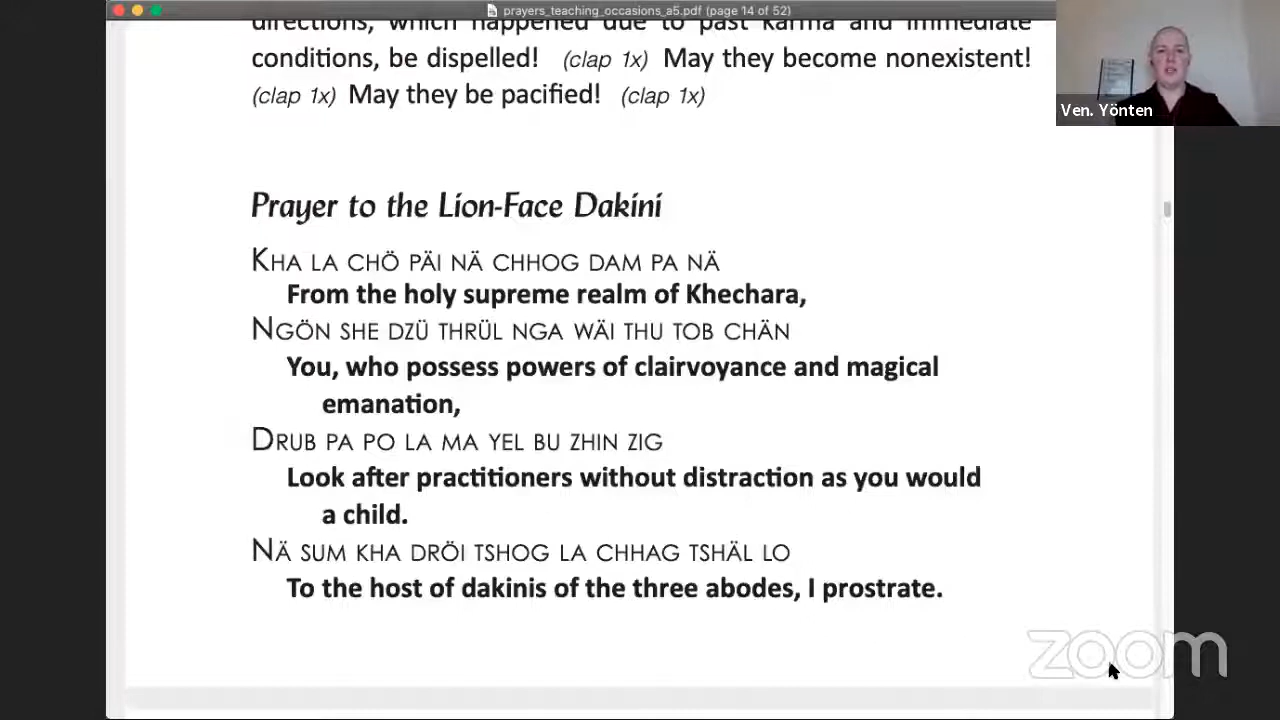 prayers_teaching_occasions_a5.pdf (page 14 of 52)
directions, which happened due to past karma and immediate
conditions, be dispelled! (clap 1x) May they become nonexistent!
(clap 1x) May they be pacified! (clap 1x)
Ven. Yönten
Prayer to the Lion-Face Dakíní
KHA LA CHÖ PÄI NÄ CHHOG DAM PA NÄ
From the holy supreme realm of Khechara,
NGÖN SHE DZÜ THRÜL NGA WÄI THU TOB CHÄN
You, who possess powers of clairvoyance and magical
emanation,
DRUB PA PO LA MA YEL BU ZHIN ZIG
Look after practitioners without distraction as you would
a child.
NÄ SUM KHA DRÖI TSHOG LA CHHAG TSHÄL LO
To the host of dakinis of the three abodes, I prostrate.
zoom